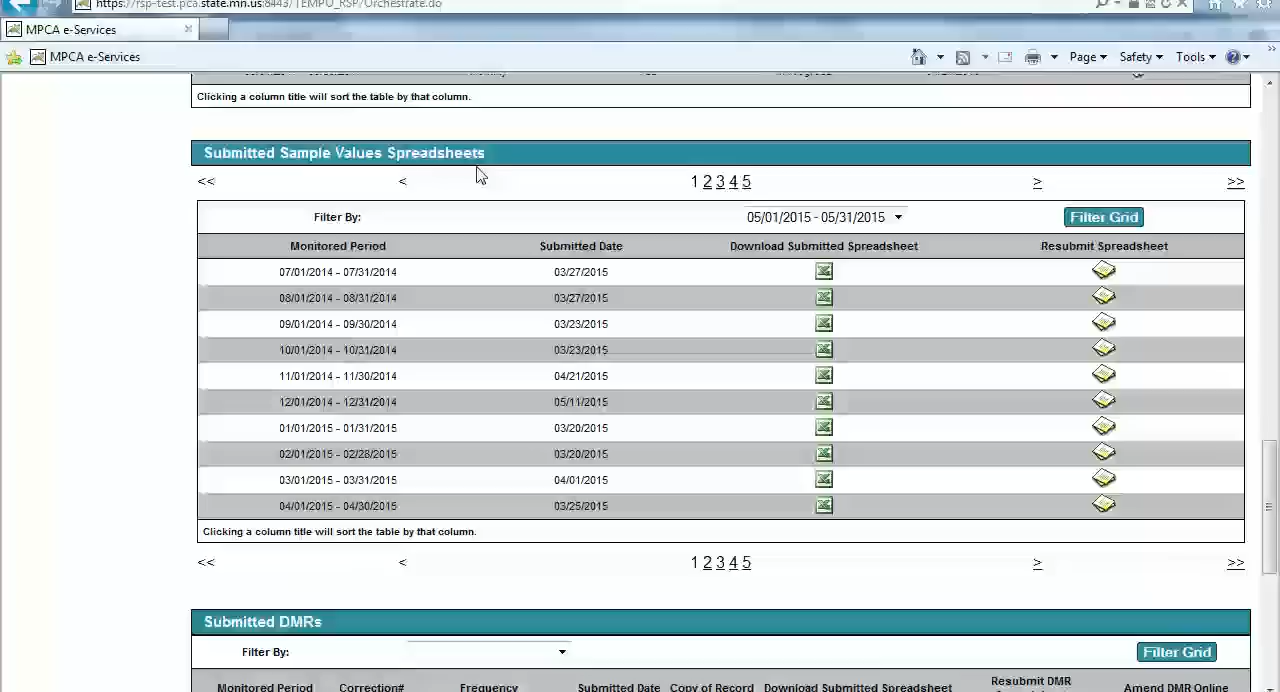 https://rsp-test.pca.state.mn.us:8443/TEMPO_RSP/Orchestrate.do
MPCA e-Services
MPCA e-Services
Page Safety Tools
Clicking a column title will sort the table by that column.
Submitted Sample Values Spreadsheets
<< < 1 2 3 4 5 > >>
Filter By: 05/01/2015 - 05/31/2015 Filter Grid
Monitored Period Submitted Date Download Submitted Spreadsheet Resubmit Spreadsheet
07/01/2014 - 07/31/2014 03/27/2015
08/01/2014 - 08/31/2014 03/27/2015
09/01/2014 - 09/30/2014 03/23/2015
10/01/2014 - 10/31/2014 03/23/2015
11/01/2014 - 11/30/2014 04/21/2015
12/01/2014 - 12/31/2014 05/11/2015
01/01/2015 - 01/31/2015 03/20/2015
02/01/2015 - 02/28/2015 03/20/2015
03/01/2015 - 03/31/2015 04/01/2015
04/01/2015 - 04/30/2015 03/25/2015
Clicking a column title will sort the table by that column.
<< < 1 2 3 4 5 > >>
Submitted DMRs
Filter By: Filter Grid
Monitored Period Correction# Frequency Submitted Date Copy of Record Download Submitted Spreadsheet Resubmit DMR Amend DMR Online